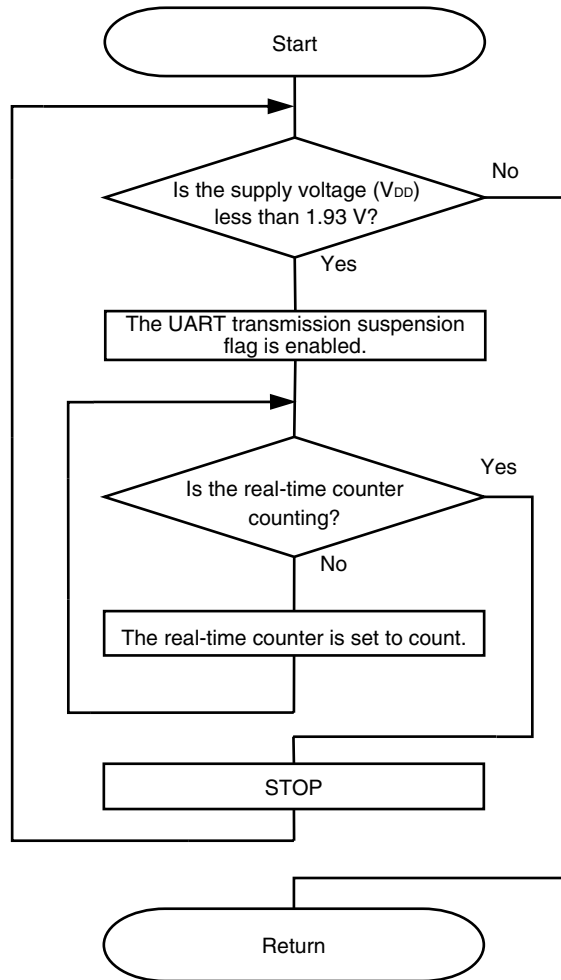 Start
Is the supply voltage (VDD)
less than 1.93 V?
No
Yes
The UART transmission suspension
flag is enabled.
Is the real-time counter
counting?
Yes
No
The real-time counter is set to count.
STOP
Return